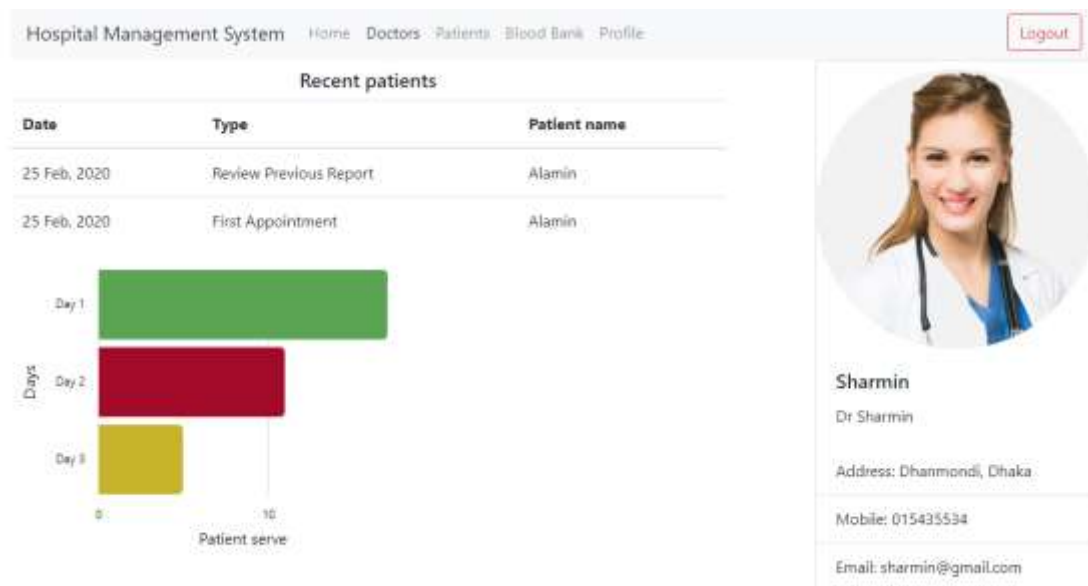 Hospital Management System Home Doctors Patients Blood Bank Profile Logout
Recent patients
Date Type Patient name
25 Feb, 2020 Review Previous Report Alamin
25 Feb, 2020 First Appointment Alamin
Day 1
Day 2
Day 3
Days
0 10
Patient serve
Sharmin
Dr Sharmin
Address: Dhanmondi, Dhaka
Mobile: 015435534
Email: sharmin@gmail.com